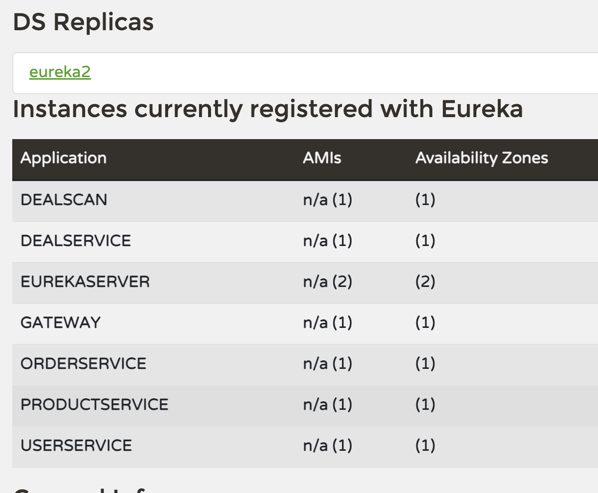 DS Replicas
eureka2
Instances currently registered with Eureka
Application AMIs Availability Zones
DEALSCAN n/a (1) (1)
DEALSERVICE n/a (1) (1)
EUREKASERVER n/a (2) (2)
GATEWAY n/a (1) (1)
ORDERSERVICE n/a (1) (1)
PRODUCTSERVICE n/a (1) (1)
USERSERVICE n/a (1) (1)